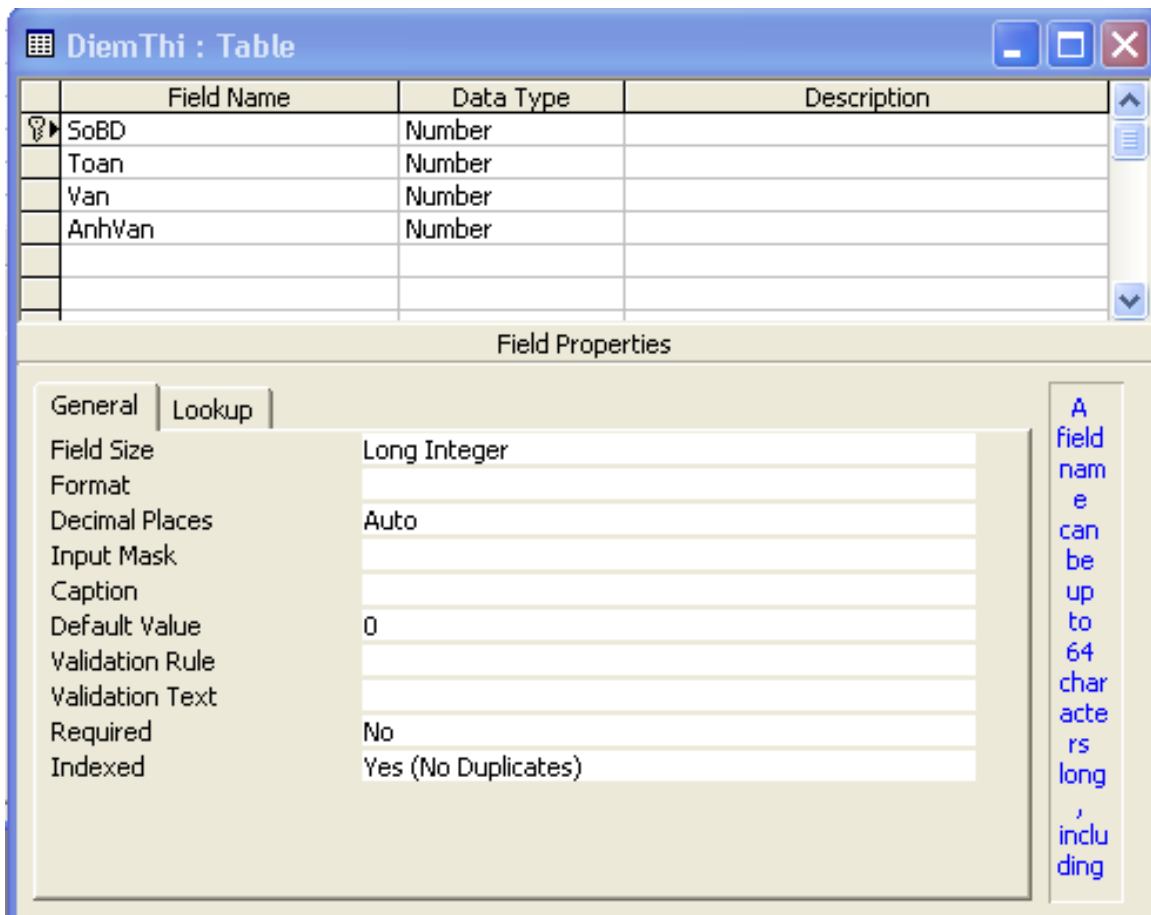 DiemThi : Table
Field Name Data Type Description
SoBD Number
Toan Number
Van Number
AnhVan Number
Field Properties
General Lookup
Field Size Long Integer
Format
Decimal Places Auto
Input Mask
Caption
Default Value 0
Validation Rule
Validation Text
Required No
Indexed Yes (No Duplicates)
A
field
nam
e
can
be
up
to
64
char
acte
rs
long
,
inclu
ding